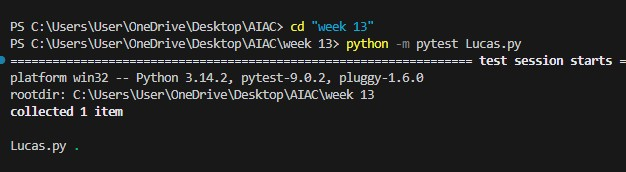 PS C:\Users\User\OneDrive\Desktop\AIAC> cd "week 13"
PS C:\Users\User\OneDrive\Desktop\AIAC\week 13> python -m pytest Lucas.py
============================================================== test session starts =
platform win32 -- Python 3.14.2, pytest-9.0.2, pluggy-1.6.0
rootdir: C:\Users\User\OneDrive\Desktop\AIAC\week 13
collected 1 item
Lucas.py .